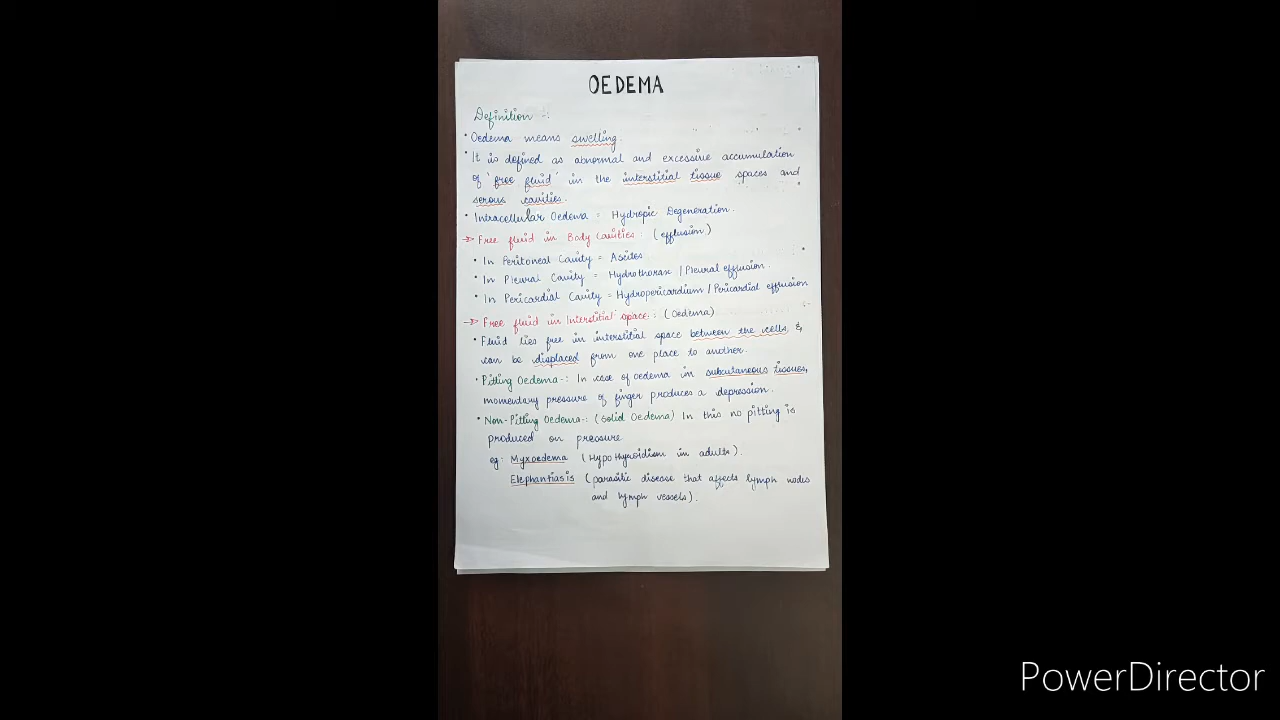 OEDEMA
Definition -:
• Oedema means swelling.
• It is defined as abnormal and excessive accumulation
of 'free fluid' in the interstitial tissue spaces and
serous cavities.
• Intracellular Oedema = Hydropic Degeneration.
→ Free fluid in Body Cavities : (effusion)
• In Peritoneal Cavity = Ascites
• In Pleural Cavity = Hydrothorax / Pleural effusion.
• In Pericardial Cavity = Hydropericardium / Pericardial effusion
→ Free fluid in Interstitial space : (Oedema)
• Fluid lies free in interstitial space between the cells, &
can be displaced from one place to another.
• Pitting Oedema -: In case of oedema in subcutaneous tissues,
momentary pressure of finger produces a depression.
• Non-Pitting Oedema -: (Solid Oedema) In this no pitting is
produced on pressure
eg: Myxoedema (Hypothyroidism in adults).
Elephantiasis (parasitic disease that affects lymph nodes
and lymph vessels).
PowerDirector